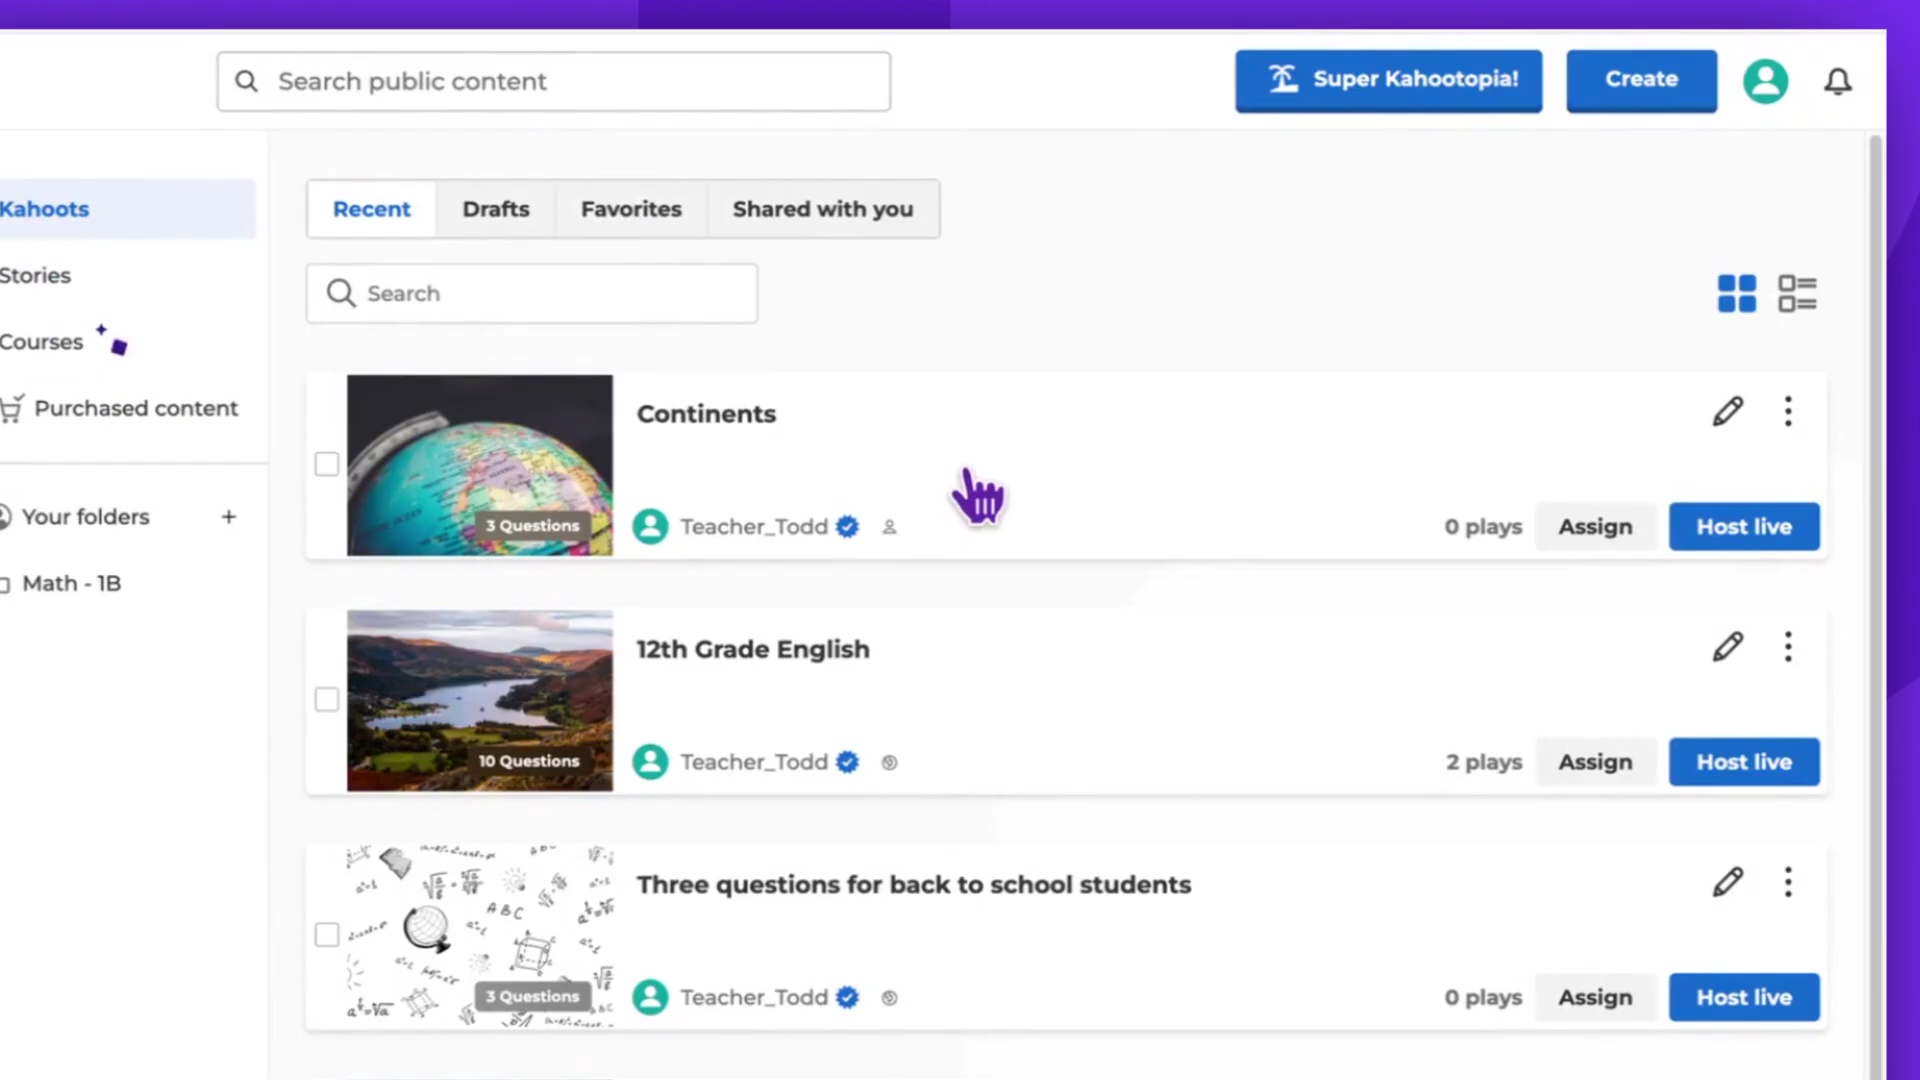 Search public content
Super Kahootopia!
Create
Kahoots
Stories
Courses
Purchased content
Your folders +
Math - 1B
Recent
Drafts
Favorites
Shared with you
Search
Continents
3 Questions
Teacher_Todd
0 plays
Assign
Host live
12th Grade English
10 Questions
Teacher_Todd
2 plays
Assign
Host live
Three questions for back to school students
ABC
3 Questions
Teacher_Todd
0 plays
Assign
Host live